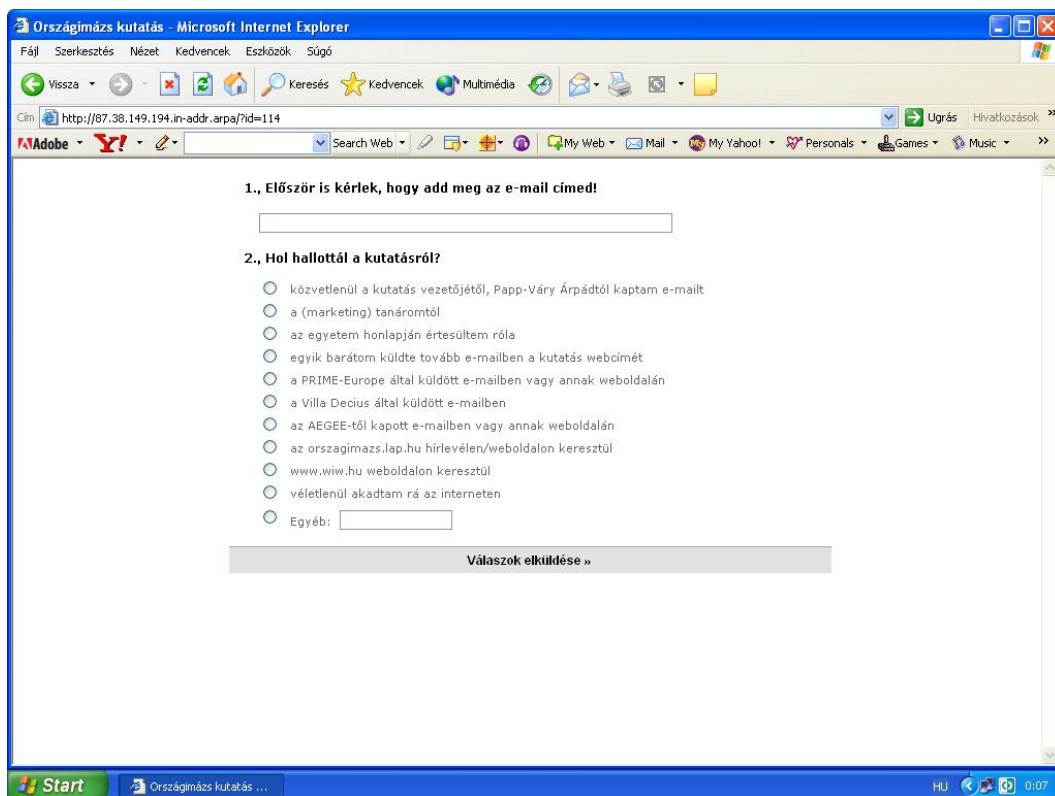 Országimázs kutatás - Microsoft Internet Explorer
Fájl Szerkesztés Nézet Kedvencek Eszközök Súgó
Vissza Keresés Kedvencek Multimédia
Cím http://87.38.149.194.in-addr.arpa/?id=114 Ugrás Hivatkozások »
Adobe Y! Search Web My Web Mail My Yahoo! Personals Games Music »
1., Először is kérlek, hogy add meg az e-mail címed!
2., Hol hallottál a kutatásról?
közvetlenül a kutatás vezetőjétől, Papp-Váry Árpádtól kaptam e-mailt
a (marketing) tanáromtól
az egyetem honlapján értesültem róla
egyik barátom küldte tovább e-mailben a kutatás webcímét
a PRIME-Europe által küldött e-mailben vagy annak weboldalán
a Villa Decius által küldött e-mailben
az AEGEE-től kapott e-mailben vagy annak weboldalán
az orszagimazs.lap.hu hírlevélen/weboldalon keresztül
www.wiw.hu weboldalon keresztül
véletlenül akadtam rá az interneten
Egyéb:
Válaszok elküldése »
Start Országimázs kutatás ... HU 0:07